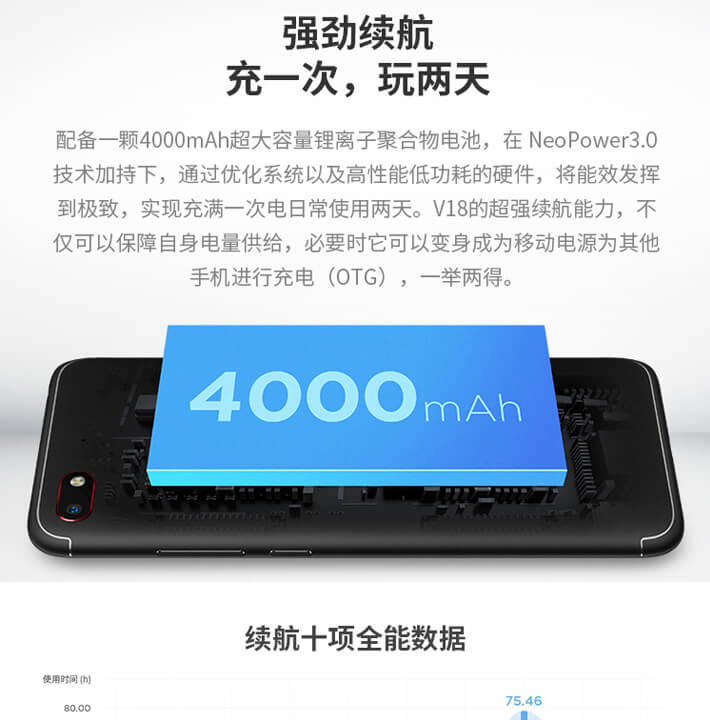 强劲续航
充一次，玩两天
配备一颗4000mAh超大容量锂离子聚合物电池，在 NeoPower3.0
技术加持下，通过优化系统以及高性能低功耗的硬件，将能效发挥
到极致，实现充满一次电日常使用两天。V18的超强续航能力，不
仅可以保障自身电量供给，必要时它可以变身成为移动电源为其他
手机进行充电（OTG），一举两得。
4000mAh
续航十项全能数据
使用时间 (h)
75.46
80.00